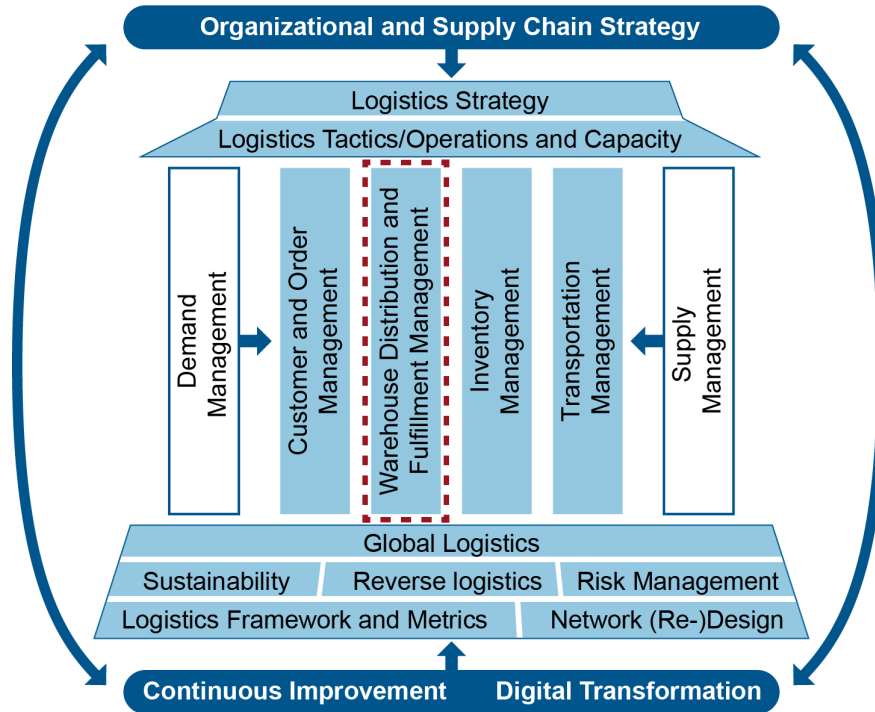 Organizational and Supply Chain Strategy
Logistics Strategy
Logistics Tactics/Operations and Capacity
Demand
Management
Customer and Order
Management
Warehouse Distribution and
Fulfillment Management
Inventory
Management
Transportation
Management
Supply
Management
Global Logistics
Sustainability
Reverse logistics
Risk Management
Logistics Framework and Metrics
Network (Re-)Design
Continuous Improvement
Digital Transformation